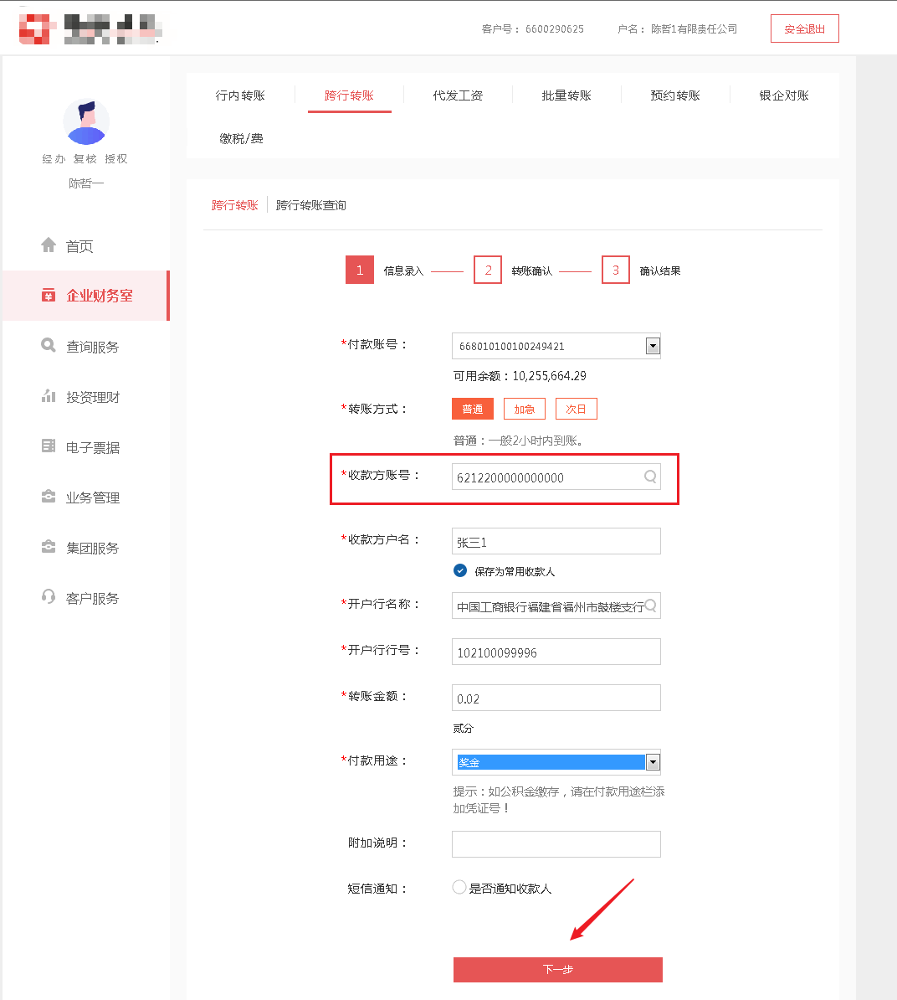 客户号： 6600290625 户名： 陈哲1有限责任公司 安全退出
行内转账 跨行转账 代发工资 批量转账 预约转账 银企对账
缴税/费
经办 复核 授权
陈哲一
首页
企业财务室
查询服务
投资理财
电子票据
业务管理
集团服务
客户服务
跨行转账 跨行转账查询
1 信息录入 2 转账确认 3 确认结果
*付款账号： 668010100100249421
可用余额：10,255,664.29
*转账方式： 普通 加急 次日
普通：一般2小时内到账。
*收款方账号： 6212200000000000
*收款方户名： 张三1
保存为常用收款人
*开户行名称： 中国工商银行福建省福州市鼓楼支行
*开户行行号： 102100099996
*转账金额： 0.02
贰分
*付款用途： 奖金
提示：如公积金缴存，请在付款用途栏添
加凭证号！
附加说明：
短信通知： 是否通知收款人
下一步